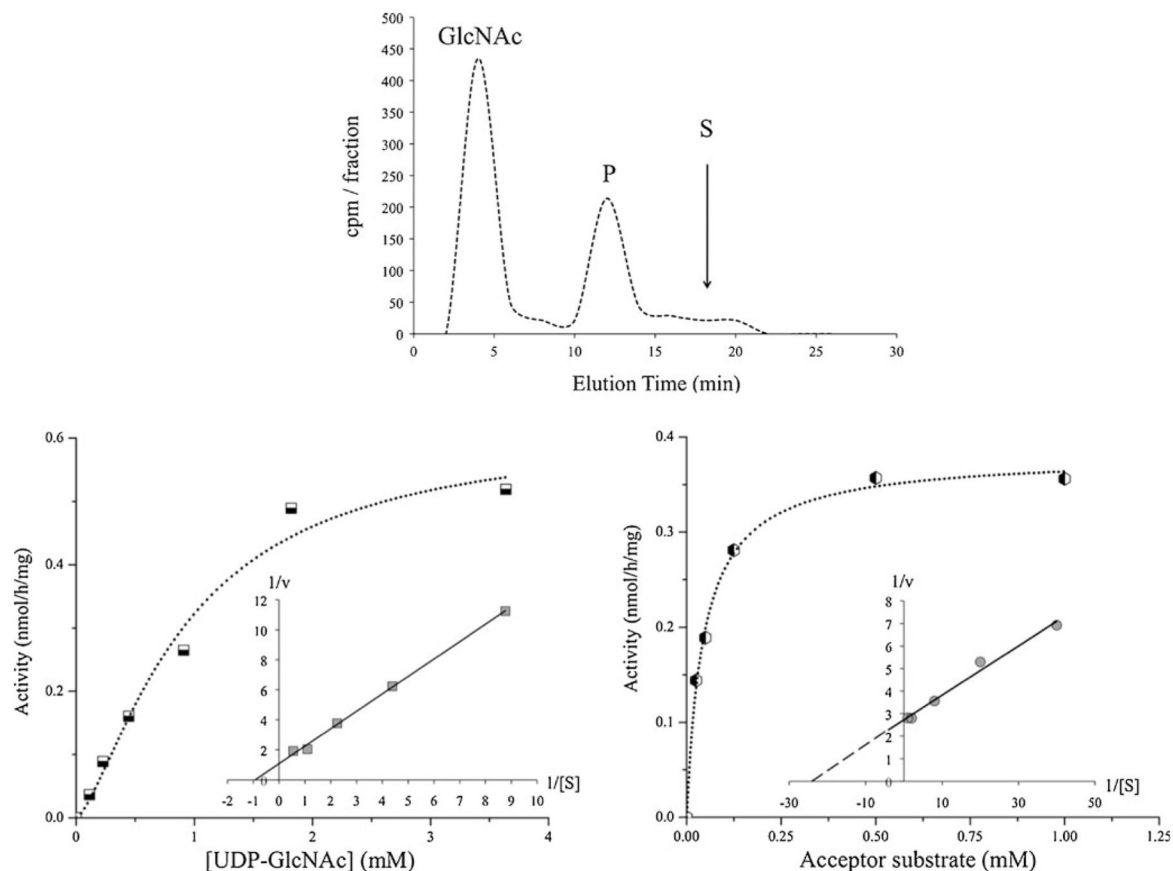 500
450
400
350
300
250
200
150
100
50
0
cpm / fraction
GlcNAc
P
S
0 5 10 15 20 25 30
Elution Time (min)
0.6
0.4
0.2
0.0
Activity (nmol/h/mg)
1/v
12
10
8
6
4
2
0
-2 -1 0 1 2 3 4 5 6 7 8 9 10
1/[S]
0 1 2 3 4
[UDP-GlcNAc] (mM)
0.4
0.3
0.2
0.1
0.0
Activity (nmol/h/mg)
1/v
8
7
6
5
4
3
2
1
0
-30 -10 10 30 50
1/[S]
0.00 0.25 0.50 0.75 1.00 1.25
Acceptor substrate (mM)